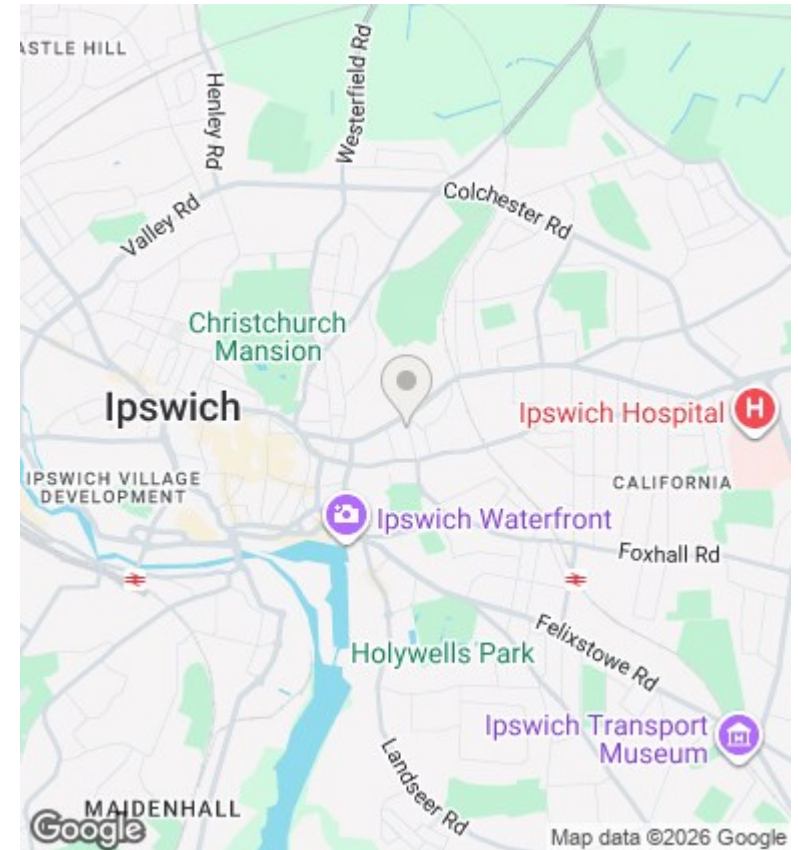 ASTLE HILL
Henley Rd
Westerfield Rd
Valley Rd
Colchester Rd
Christchurch
Mansion
Ipswich
Ipswich Hospital
H
IPSWICH VILLAGE
DEVELOPMENT
CALIFORNIA
Ipswich Waterfront
Foxhall Rd
Holywells Park
Felixstowe Rd
Ipswich Transport
Museum
Landseer Rd
MAIDENHALL
Google
Map data ©2026 Google